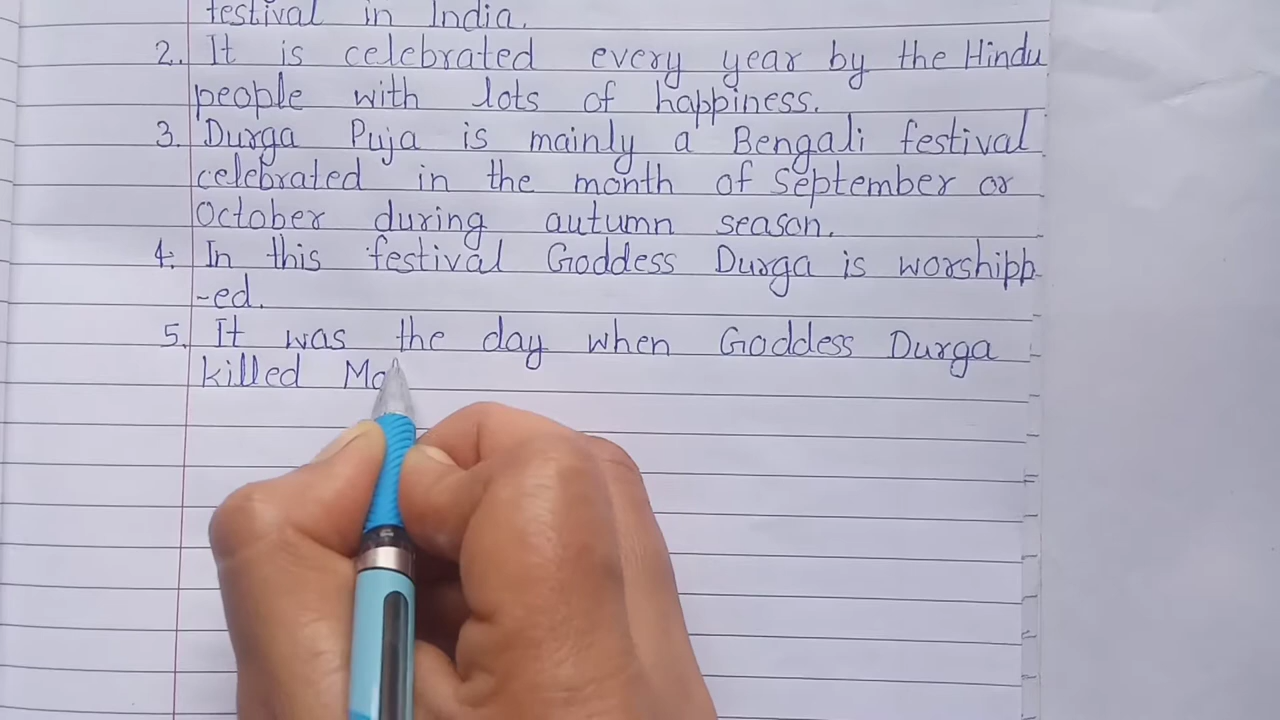 festival in India.
2. It is celebrated every year by the Hindu
people with lots of happiness.
3. Durga Puja is mainly a Bengali festival
celebrated in the month of September or
October during autumn season.
4. In this festival Goddess Durga is worshipp
-ed.
5. It was the day when Goddess Durga
killed Ma